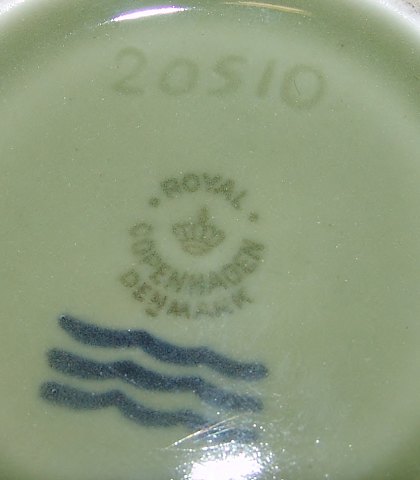 20510
ROYAL
COPENHAGEN
DENMARK